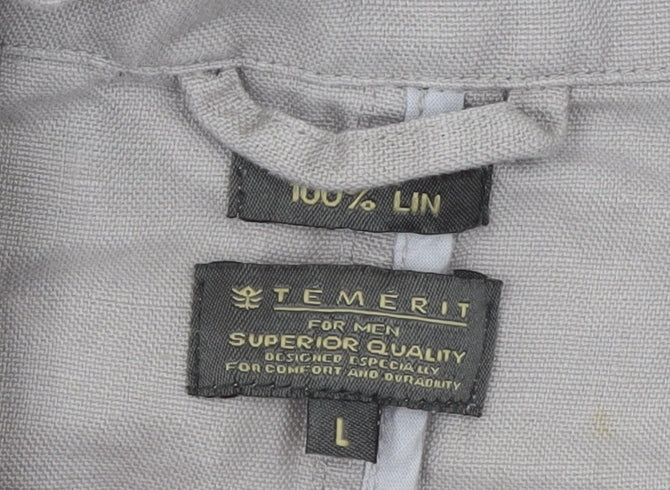 100% LIN
TÉMÉRIT
FOR MEN
SUPERIOR QUALITY
DESIGNED ESPECIALLY
FOR COMFORT AND DURABILITY
L